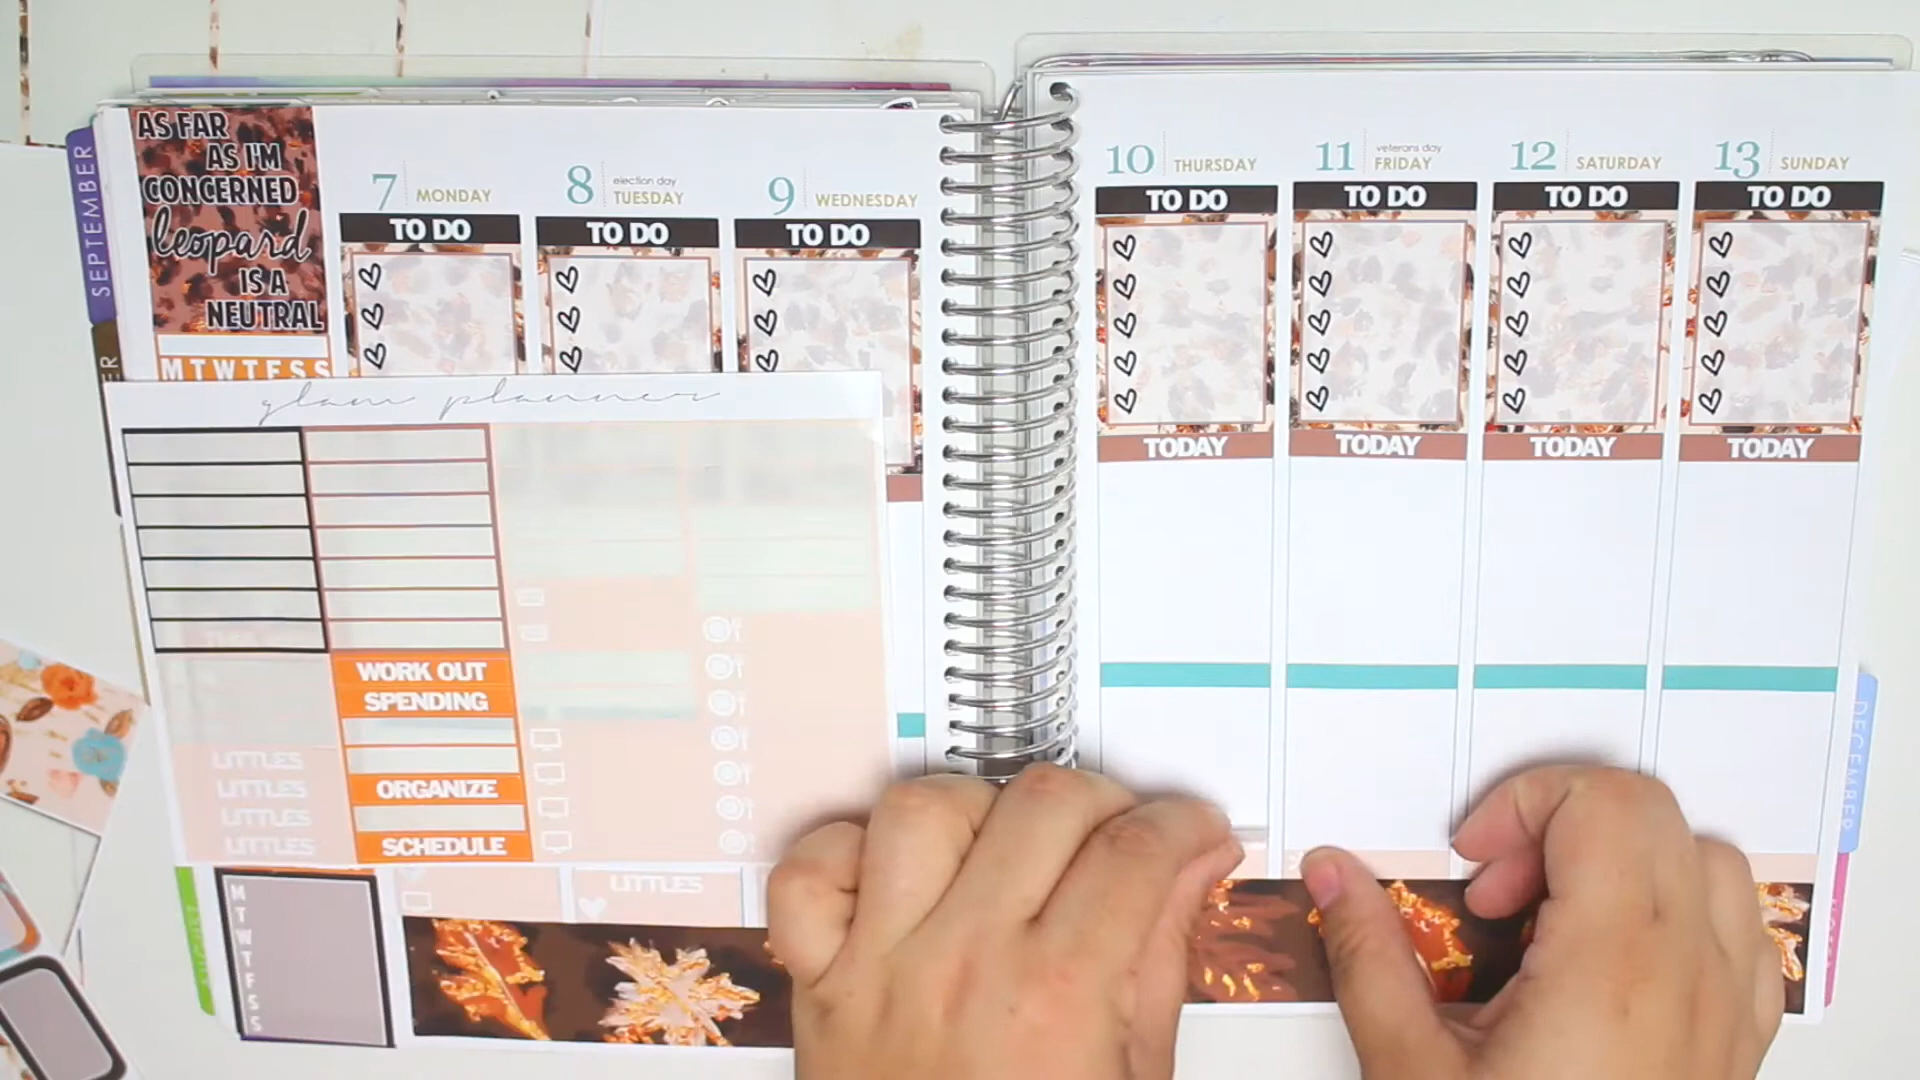 AS FAR
AS I'M
CONCERNED
leopard
IS A
NEUTRAL
MTWTFSS
SEPTEMBER
7 MONDAY
8 election day TUESDAY
9 WEDNESDAY
10 THURSDAY
11 veterans day FRIDAY
12 SATURDAY
13 SUNDAY
TO DO
TO DO
TO DO
TO DO
TO DO
TO DO
TO DO
TODAY
TODAY
TODAY
TODAY
glam planner
WORK OUT
SPENDING
ORGANIZE
SCHEDULE
LITTLES
LITTLES
LITTLES
LITTLES
LITTLES
M
T
W
T
F
S
S
AUGUST
DECEMBER